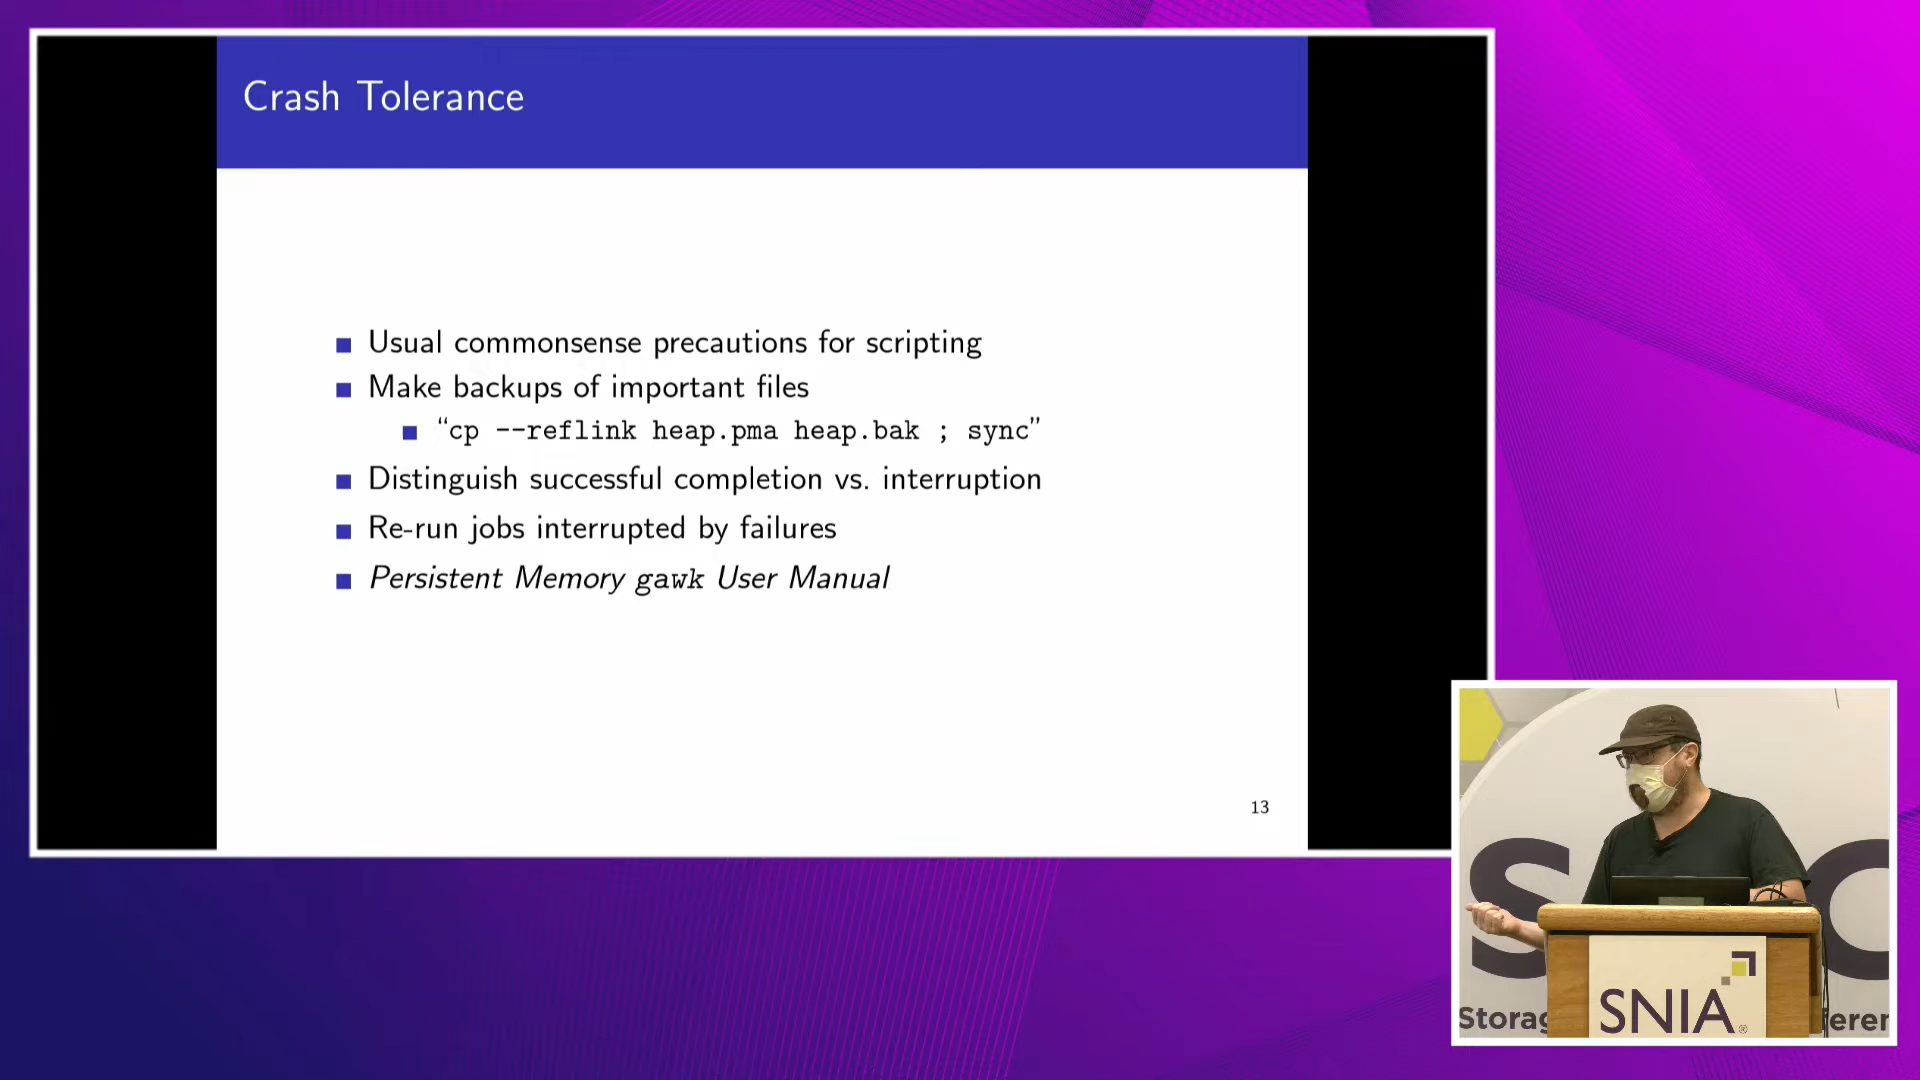 Crash Tolerance
Usual commonsense precautions for scripting
Make backups of important files
“cp --reflink heap.pma heap.bak ; sync”
Distinguish successful completion vs. interruption
Re-run jobs interrupted by failures
Persistent Memory gawk User Manual
13
SNIA